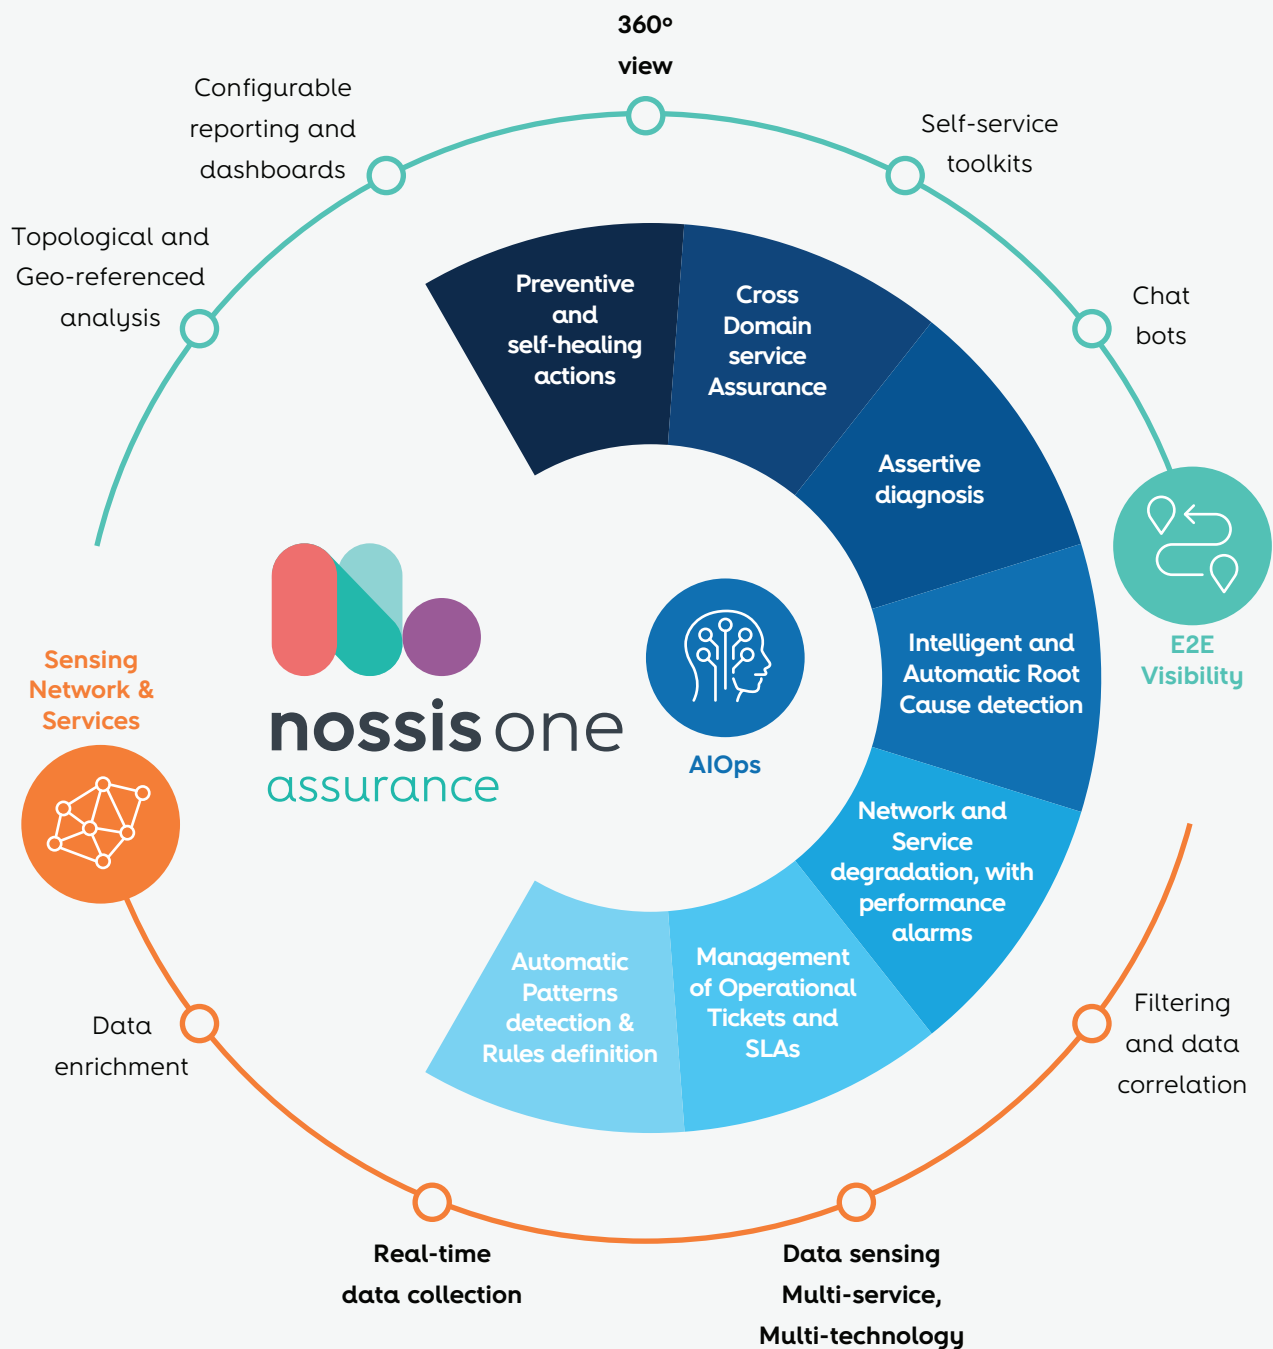 360º
view
Configurable
reporting and
dashboards
Self-service
toolkits
Topological and
Geo-referenced
analysis
Chat
bots
Preventive
and
self-healing
actions
Cross
Domain
service
Assurance
Assertive
diagnosis
Intelligent and
Automatic Root
Cause detection
E2E
Visibility
Sensing
Network &
Services
nossis one
assurance
AIOps
Network and
Service
degradation, with
performance
alarms
Management
of Operational
Tickets and
SLAs
Automatic
Patterns
detection &
Rules definition
Data
enrichment
Filtering
and data
correlation
Real-time
data collection
Data sensing
Multi-service,
Multi-technology